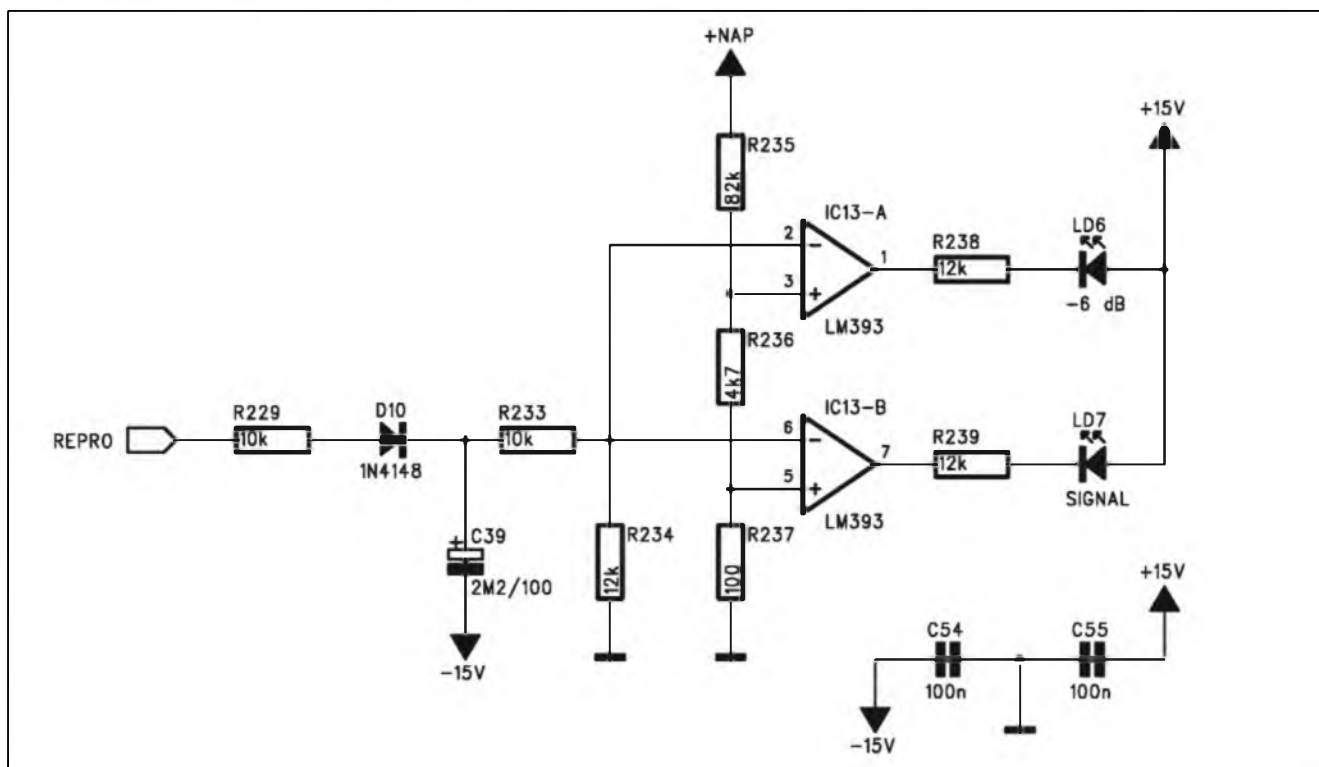 +NAP
+15V
R235
82k
IC13-A
2
-
1
3
+
LM393
R238
12k
LD6
-6 dB
R236
4k7
IC13-B
6
-
7
5
+
LM393
R239
12k
LD7
SIGNAL
REPRO
R229
10k
D10
1N4148
R233
10k
+
C39
2M2/100
-15V
R234
12k
R237
100
+15V
C54
100n
C55
100n
-15V